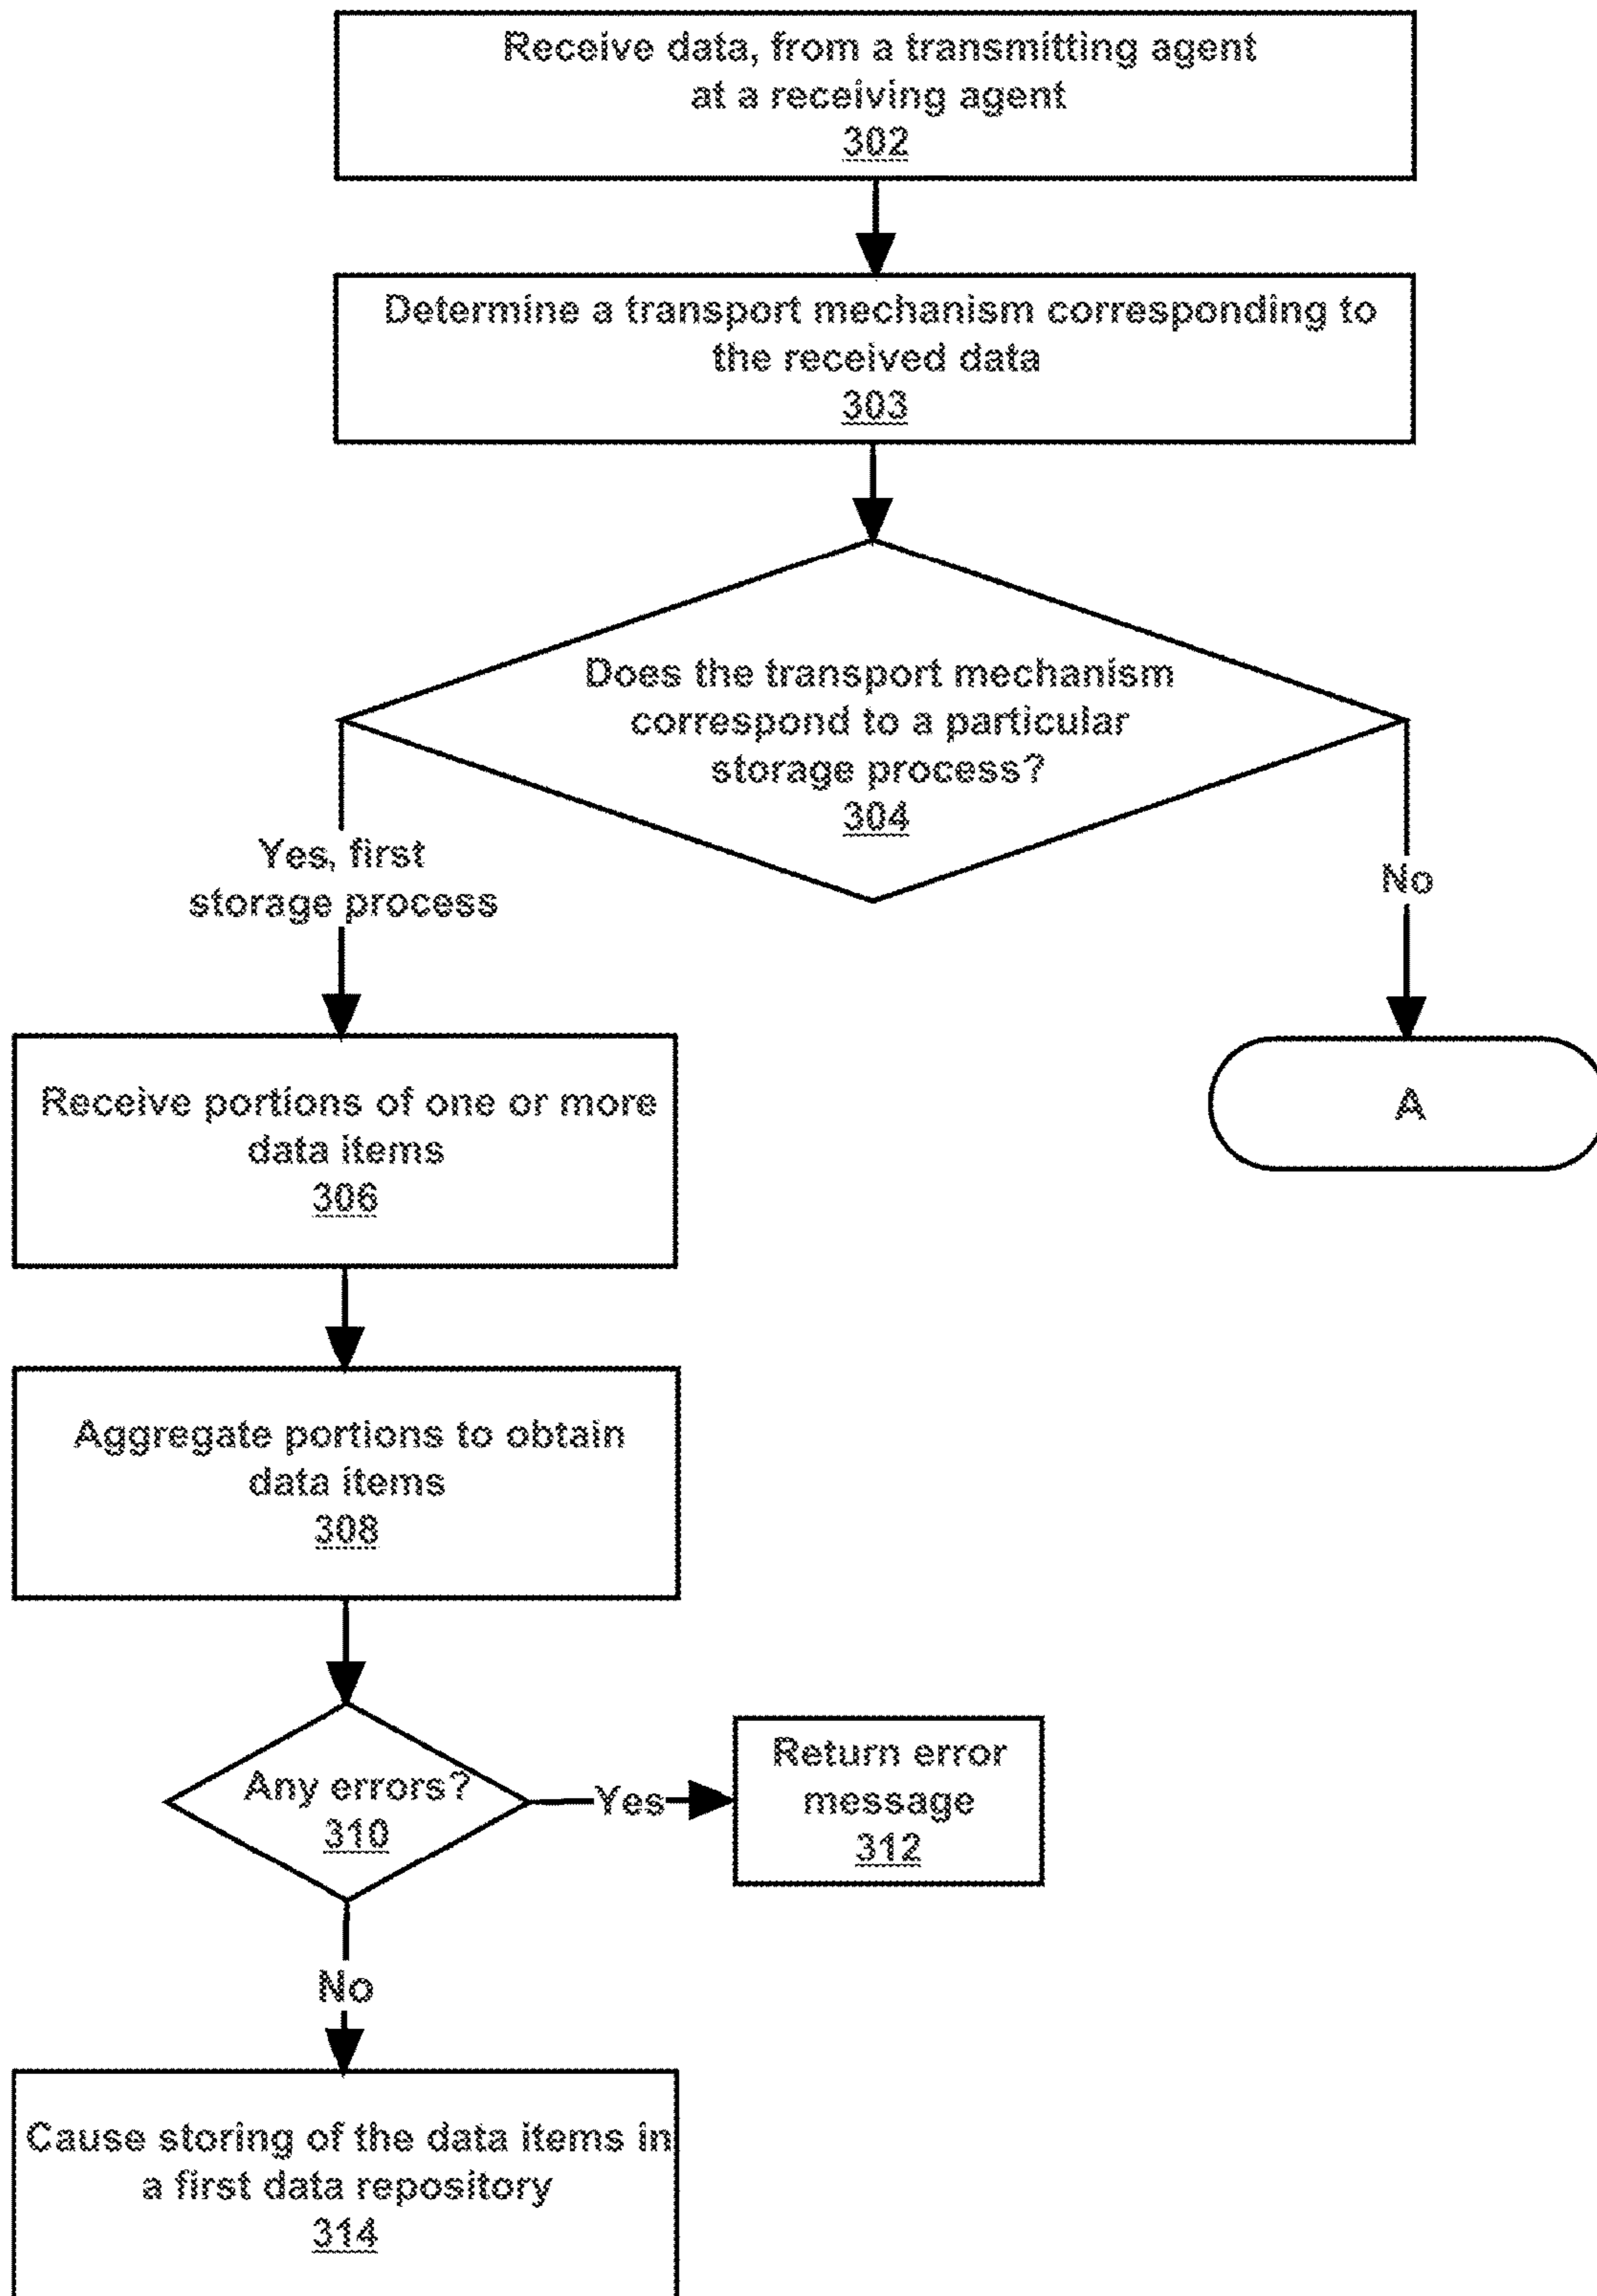 Receive data, from a transmitting agent
at a receiving agent
302
Determine a transport mechanism corresponding to
the received data
303
Does the transport mechanism
correspond to a particular
storage process?
304
Yes, first
storage process
No
Receive portions of one or more
data items
306
A
Aggregate portions to obtain
data items
308
Any errors?
310
Yes
Return error
message
312
No
Cause storing of the data items in
a first data repository
314